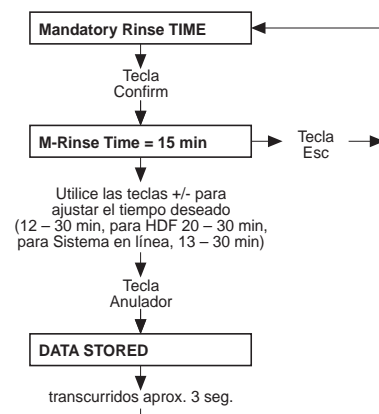 Mandatory Rinse TIME
Tecla
Confirm
M-Rinse Time = 15 min
Tecla
Esc
Utilice las teclas +/- para
ajustar el tiempo deseado
(12 – 30 min, para HDF 20 – 30 min,
para Sistema en línea, 13 – 30 min)
Tecla
Anulador
DATA STORED
transcurridos aprox. 3 seg.